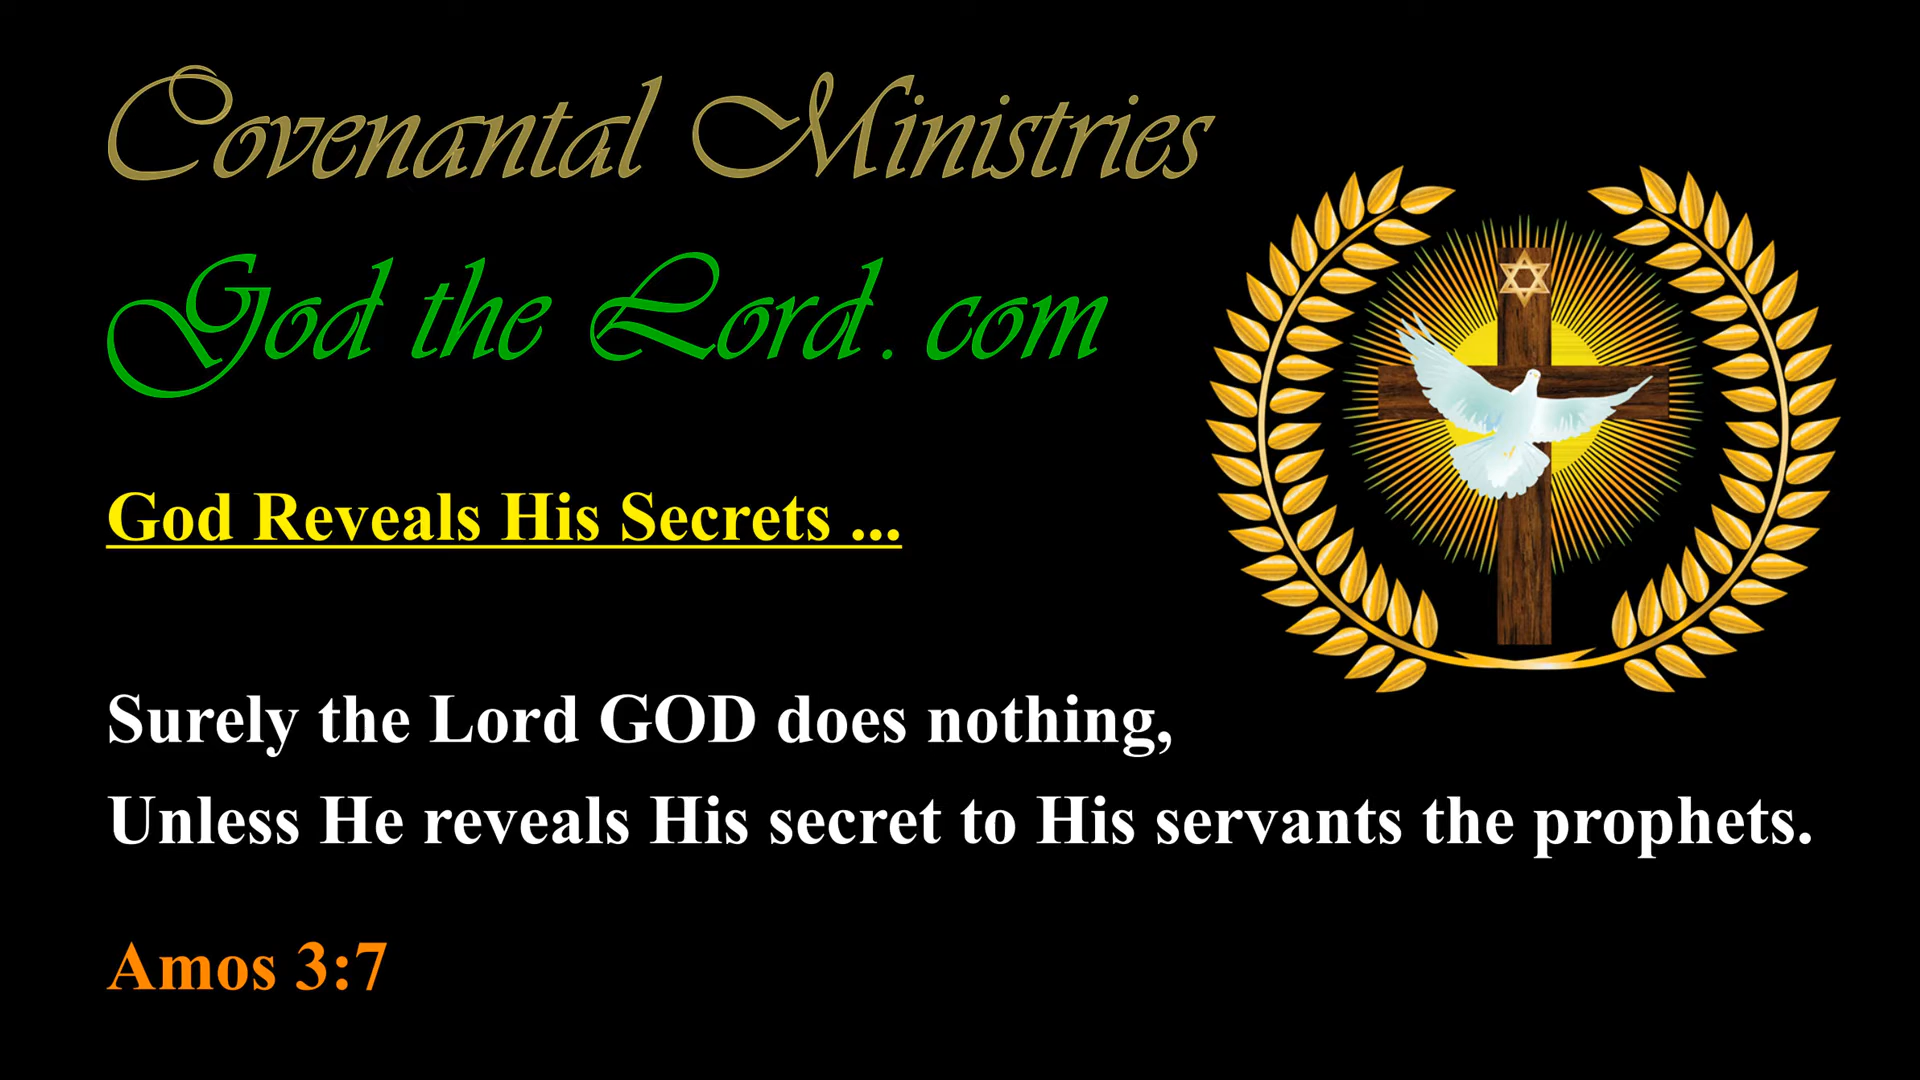 Covenantal Ministries
God the Lord . com
God Reveals His Secrets ...
Surely the Lord GOD does nothing,
Unless He reveals His secret to His servants the prophets.
Amos 3:7